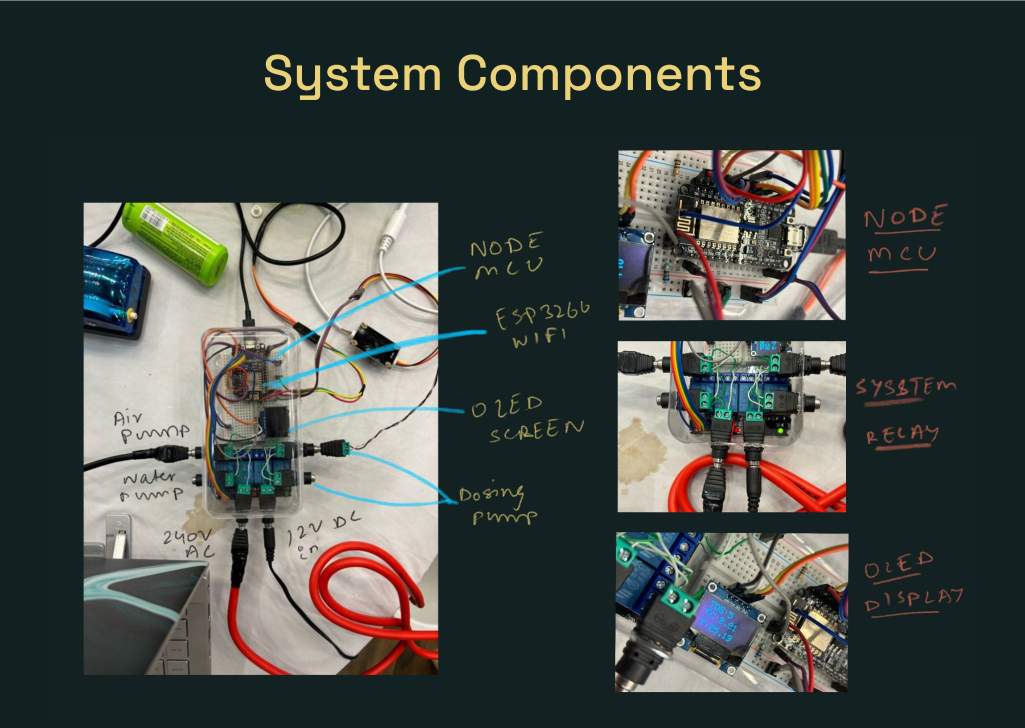 System Components
NODE
MCU
ESP3266
WIFI
OLED
SCREEN
Air
Pump
Water
pump
Dosing
Pump
240V
AC
12V DC
in
NODE
MCU
SYSSTEM
RELAY
OLED
DISPLAY